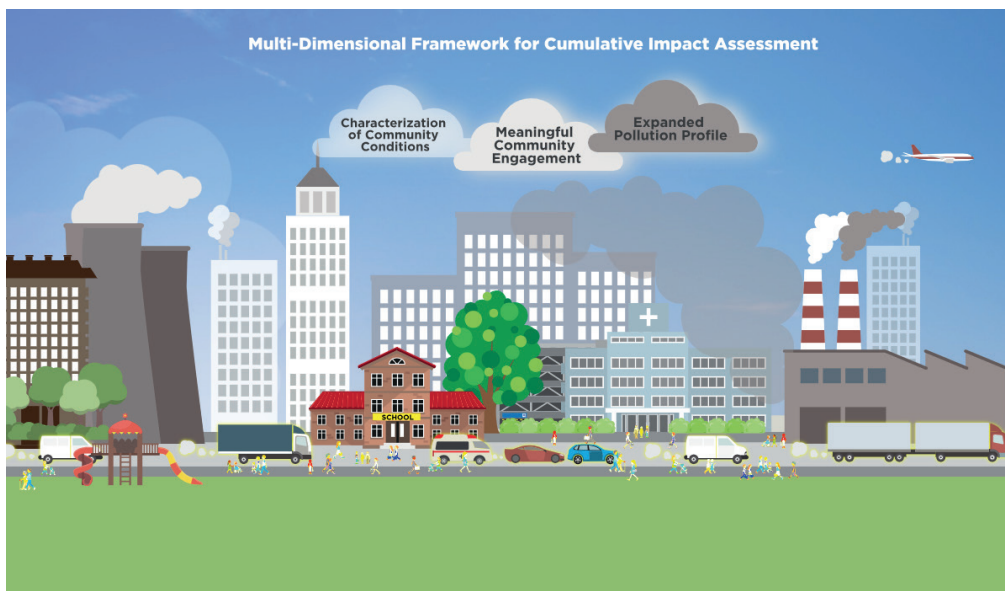 Multi-Dimensional Framework for Cumulative Impact Assessment
Characterization
of Community
Conditions
Meaningful
Community
Engagement
Expanded
Pollution Profile
SCHOOL